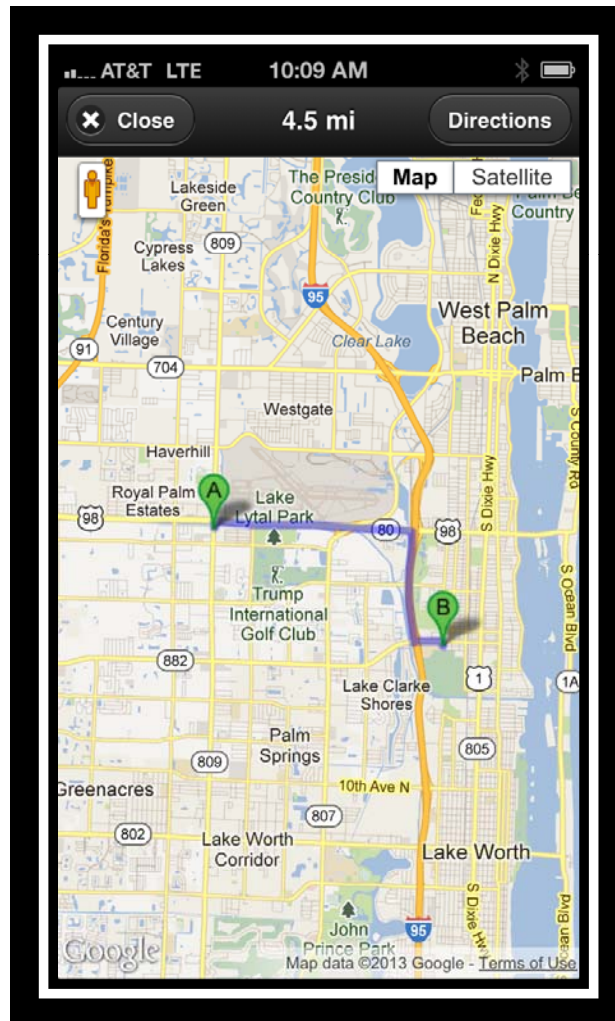 AT&T LTE 10:09 AM
Close 4.5 mi Directions
Map Satellite
The Presid
Country Club
Lakeside
Green
Florida's Turnpike
Country
N Dixie Hwy
809
Cypress
Lakes
95
West Palm
Beach
Century
Village
Clear Lake
91
704
Palm B
Westgate
S County Rd
Haverhill
S Dixie Hwy
Royal Palm
Estates
A
Lake
Lytal Park
98
80
98
Trump
International
Golf Club
B
S Ocean Blvd
882
Lake Clarke
Shores
1
1A
Palm
Springs
805
809
Greenacres
10th Ave N
807
802
Lake Worth
Corridor
Lake Worth
S Dixie Hw
cean Blvd
John
Prince Park
95
Google
Map data ©2013 Google - Terms of Use